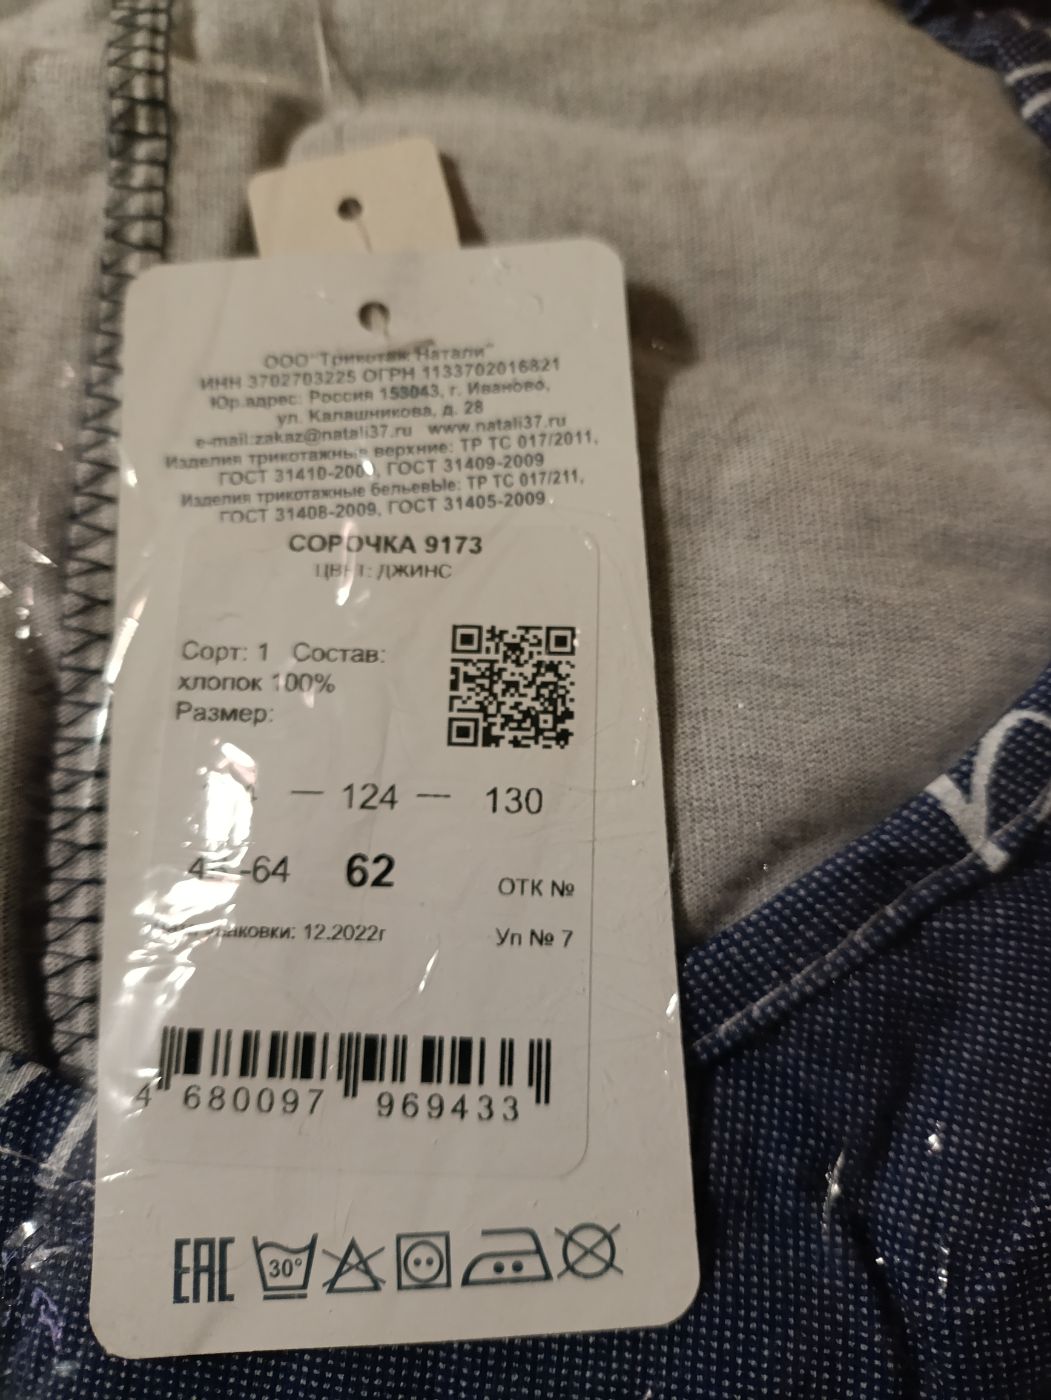 ООО "Трикотаж Натали"
ИНН 3702703225 ОГРН 1133702016821
Юр.адрес: Россия 153043, г. Иваново,
ул. Калашникова, д. 28
e-mail:zakaz@natali37.ru www.natali37.ru
Изделия трикотажные верхние: ТР ТС 017/2011,
ГОСТ ГОСТ 31409-2009
Изделия трикотажные бельевые: ТР ТС 017/211,
ГОСТ 31408-2009, ГОСТ 31405-2009
СОРОЧКА 9173
ЦВЕТ: ДЖИНС
Сорт: 1 Состав:
хлопок 100%
Размер:
— 124 — 130
62
ОТК №
упаковки: 12.2022г Уп № 7
4 680097 969433
EAC 30°